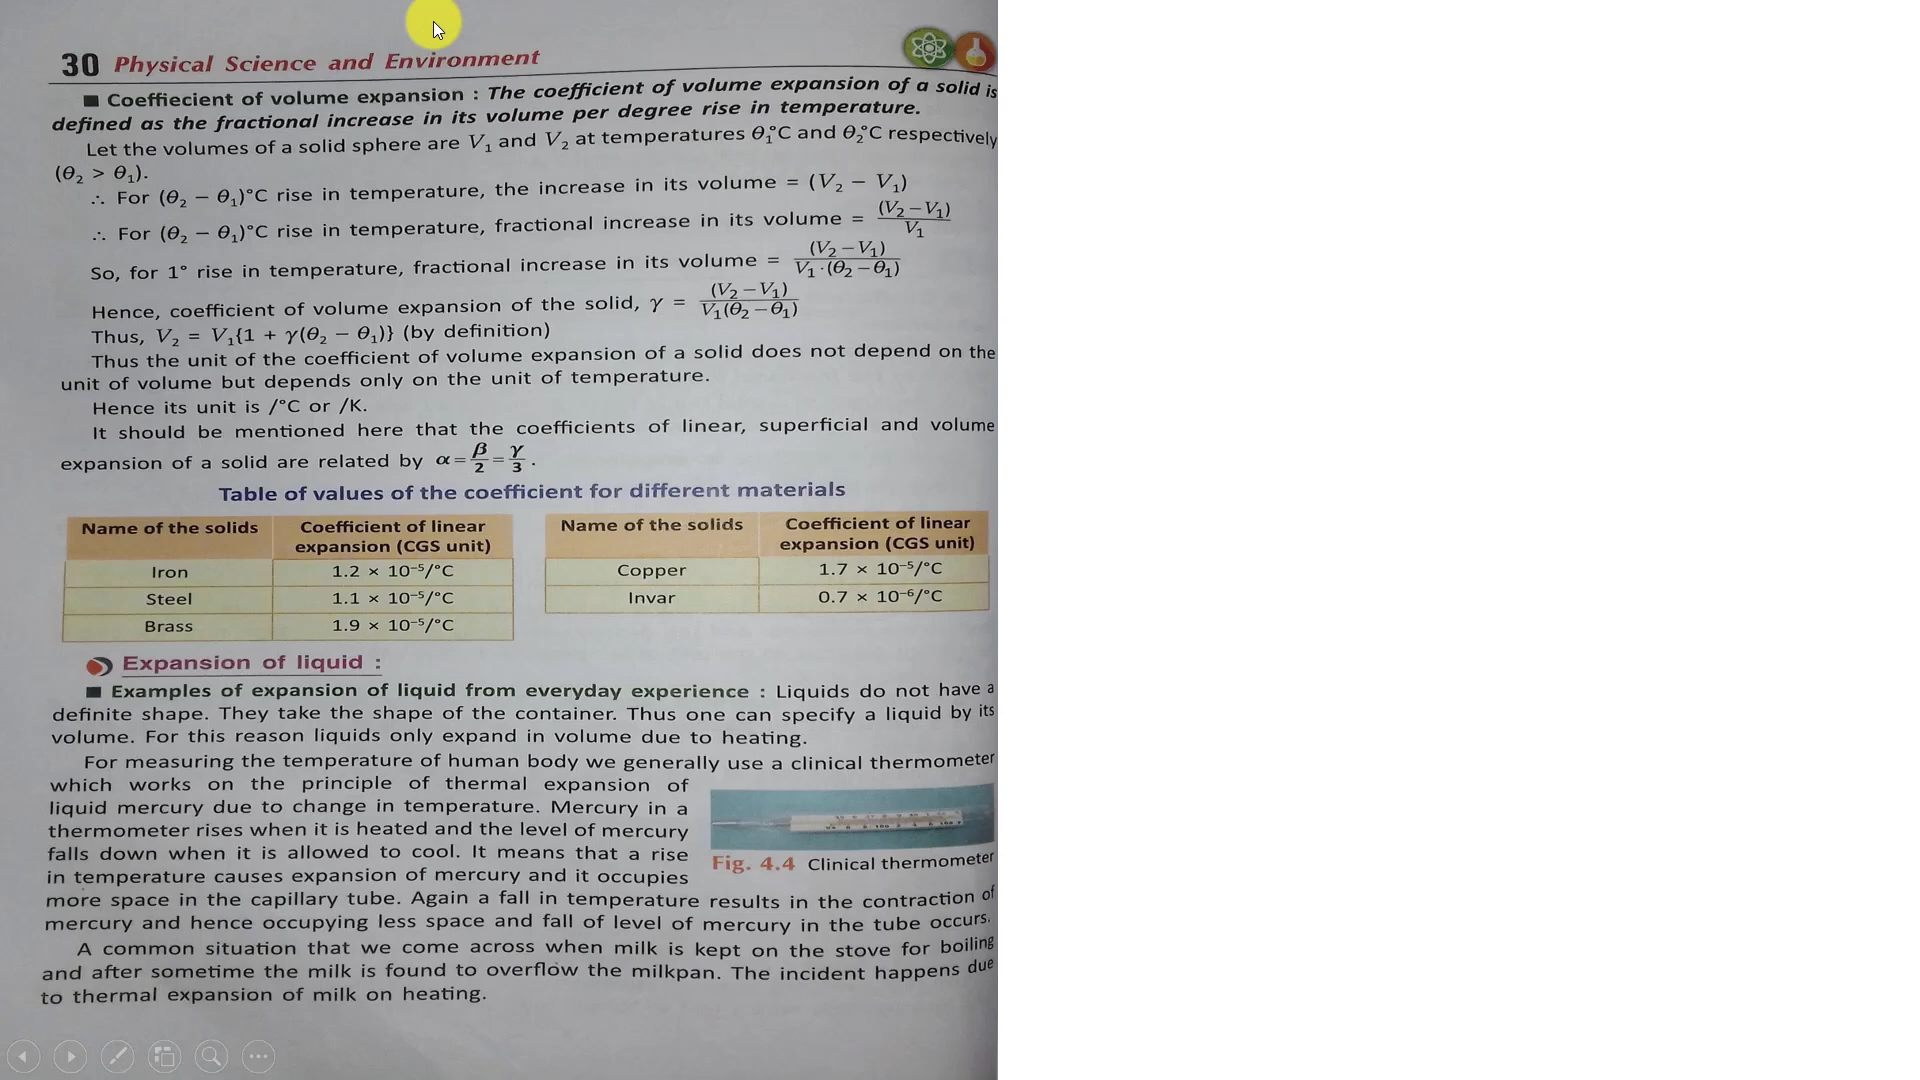 30 Physical Science and Environment
■ Coeffiecient of volume expansion : The coefficient of volume expansion of a solid is
defined as the fractional increase in its volume per degree rise in temperature.
Let the volumes of a solid sphere are V₁ and V₂ at temperatures θ₁°C and θ₂°C respectively
(θ₂ > θ₁).
∴ For (θ₂ − θ₁)°C rise in temperature, the increase in its volume = (V₂ − V₁)
∴ For (θ₂ − θ₁)°C rise in temperature, fractional increase in its volume = (V₂−V₁)/V₁
So, for 1° rise in temperature, fractional increase in its volume = (V₂−V₁)/V₁·(θ₂−θ₁)
Hence, coefficient of volume expansion of the solid, γ = (V₂−V₁)/V₁(θ₂−θ₁)
Thus, V₂ = V₁{1 + γ(θ₂ − θ₁)} (by definition)
Thus the unit of the coefficient of volume expansion of a solid does not depend on the
unit of volume but depends only on the unit of temperature.
Hence its unit is /°C or /K.
It should be mentioned here that the coefficients of linear, superficial and volume
expansion of a solid are related by α = β/2 = γ/3 .
Table of values of the coefficient for different materials
Name of the solids Coefficient of linear expansion (CGS unit)
Iron 1.2 × 10⁻⁵/°C
Steel 1.1 × 10⁻⁵/°C
Brass 1.9 × 10⁻⁵/°C
Name of the solids Coefficient of linear expansion (CGS unit)
Copper 1.7 × 10⁻⁵/°C
Invar 0.7 × 10⁻⁶/°C
Expansion of liquid :
■ Examples of expansion of liquid from everyday experience : Liquids do not have a
definite shape. They take the shape of the container. Thus one can specify a liquid by its
volume. For this reason liquids only expand in volume due to heating.
For measuring the temperature of human body we generally use a clinical thermometer
which works on the principle of thermal expansion of
liquid mercury due to change in temperature. Mercury in a
thermometer rises when it is heated and the level of mercury
falls down when it is allowed to cool. It means that a rise
in temperature causes expansion of mercury and it occupies
more space in the capillary tube. Again a fall in temperature results in the contraction of
mercury and hence occupying less space and fall of level of mercury in the tube occurs.
Fig. 4.4 Clinical thermometer
A common situation that we come across when milk is kept on the stove for boiling
and after sometime the milk is found to overflow the milkpan. The incident happens due
to thermal expansion of milk on heating.